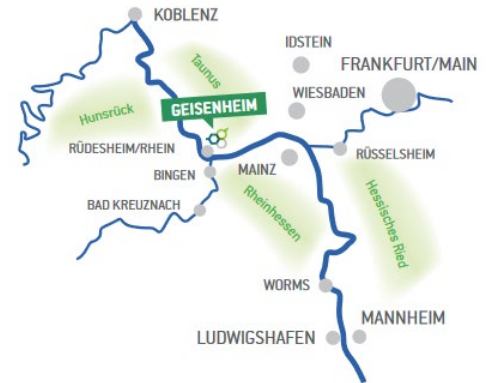 KOBLENZ
IDSTEIN
Taunus
FRANKFURT/MAIN
WIESBADEN
Hunsrück
GEISENHEIM
RÜDESHEIM/RHEIN
RÜSSELSHEIM
MAINZ
BINGEN
BAD KREUZNACH
Rheinhessen
Hessisches Ried
WORMS
MANNHEIM
LUDWIGSHAFEN